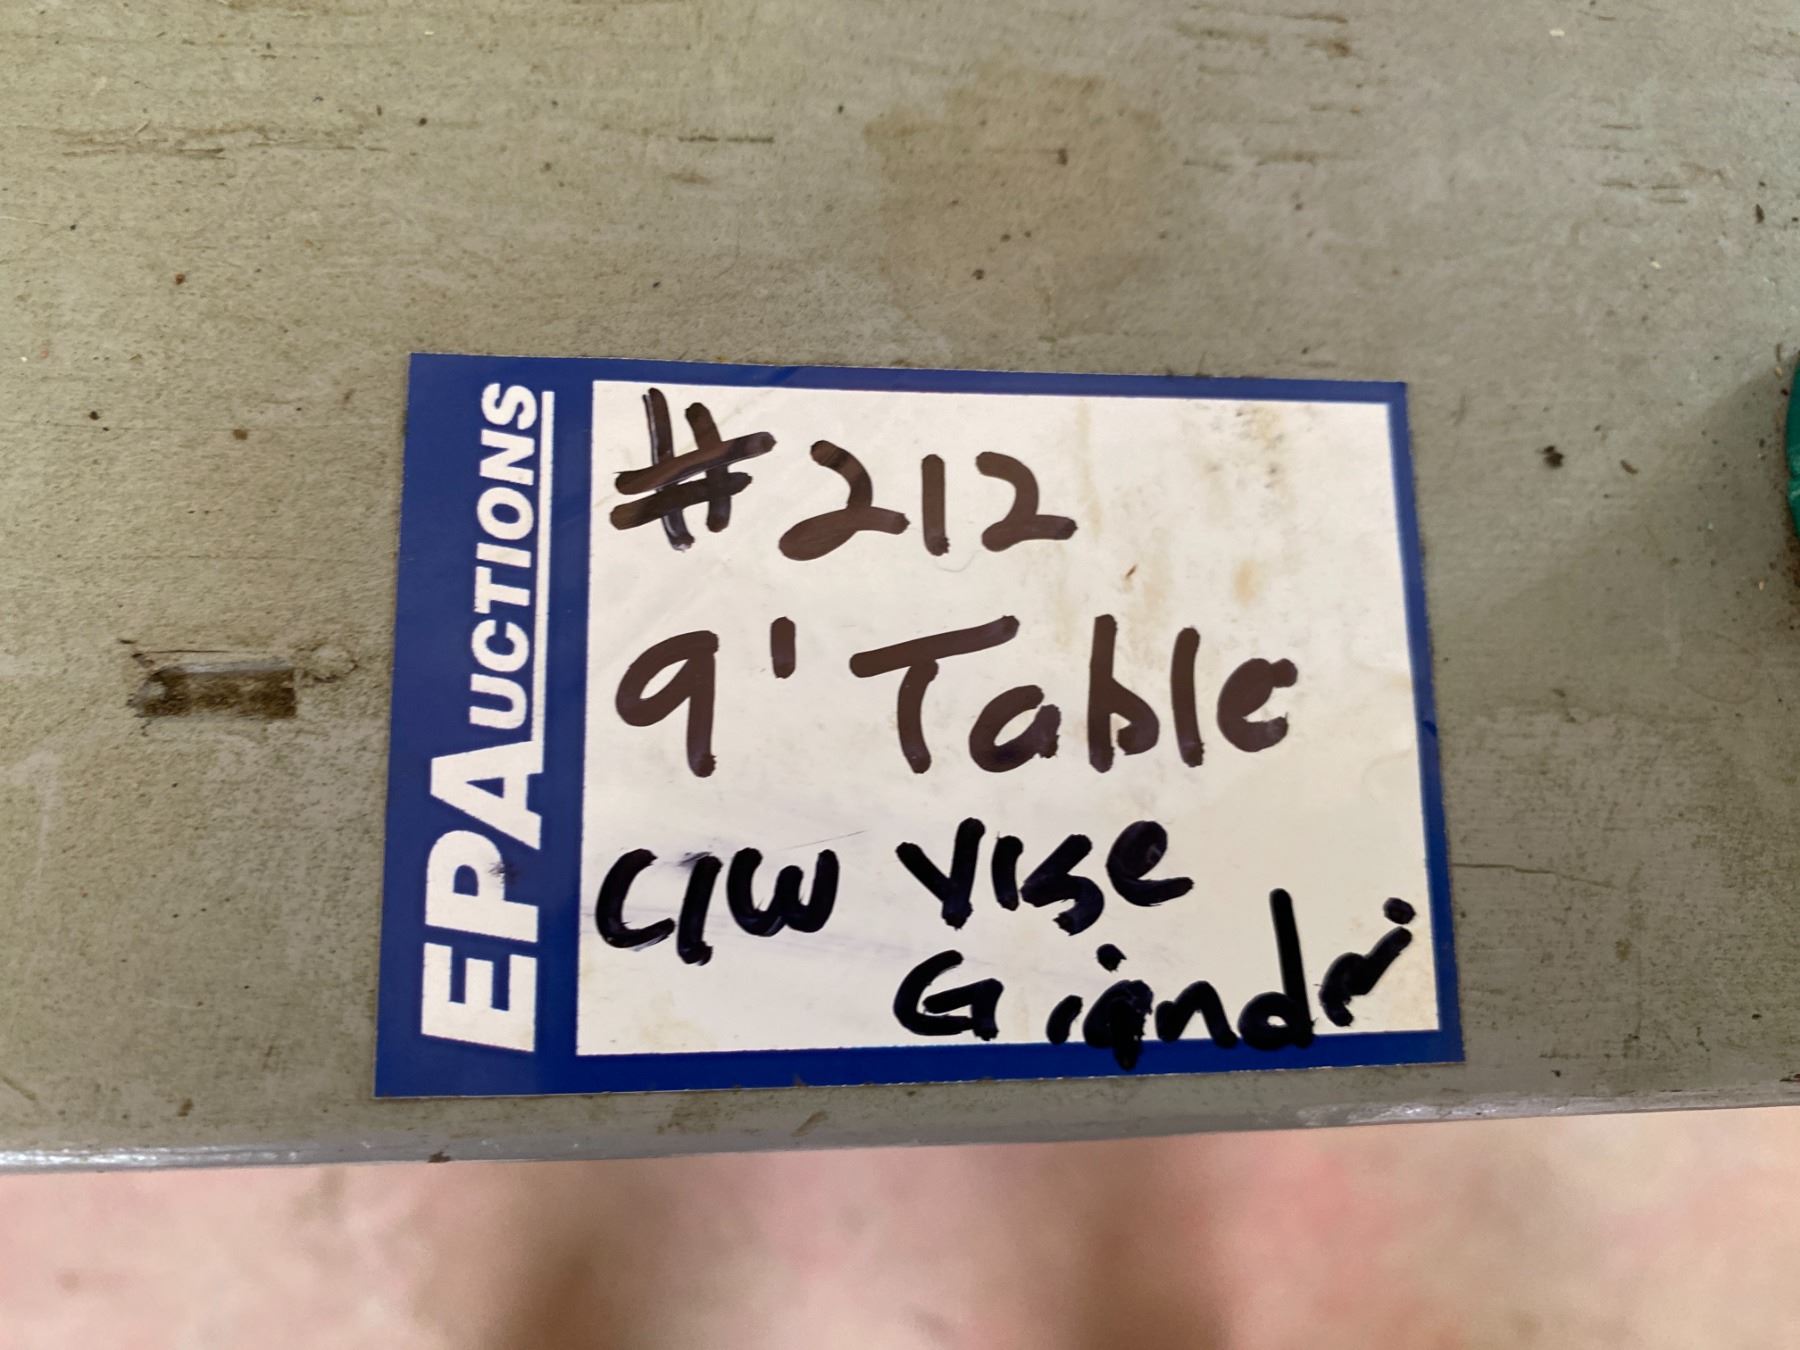 EPAUCTIONS
#212
9' Table
C/W Vise
Grinder